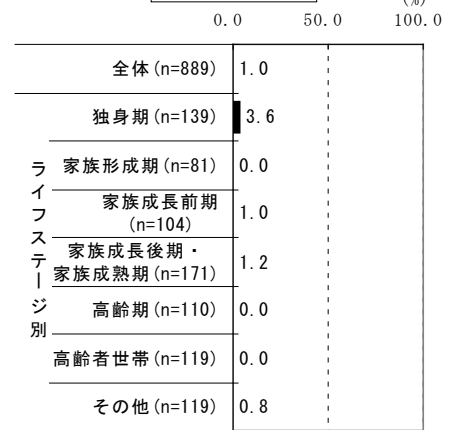 (%)
0.0 50.0 100.0
全体(n=889) 1.0
独身期(n=139) 3.6
家族形成期(n=81) 0.0
家族成長前期
(n=104) 1.0
家族成長後期・
家族成熟期(n=171) 1.2
高齢期(n=110) 0.0
高齢者世帯(n=119) 0.0
その他(n=119) 0.8
ライフステージ別